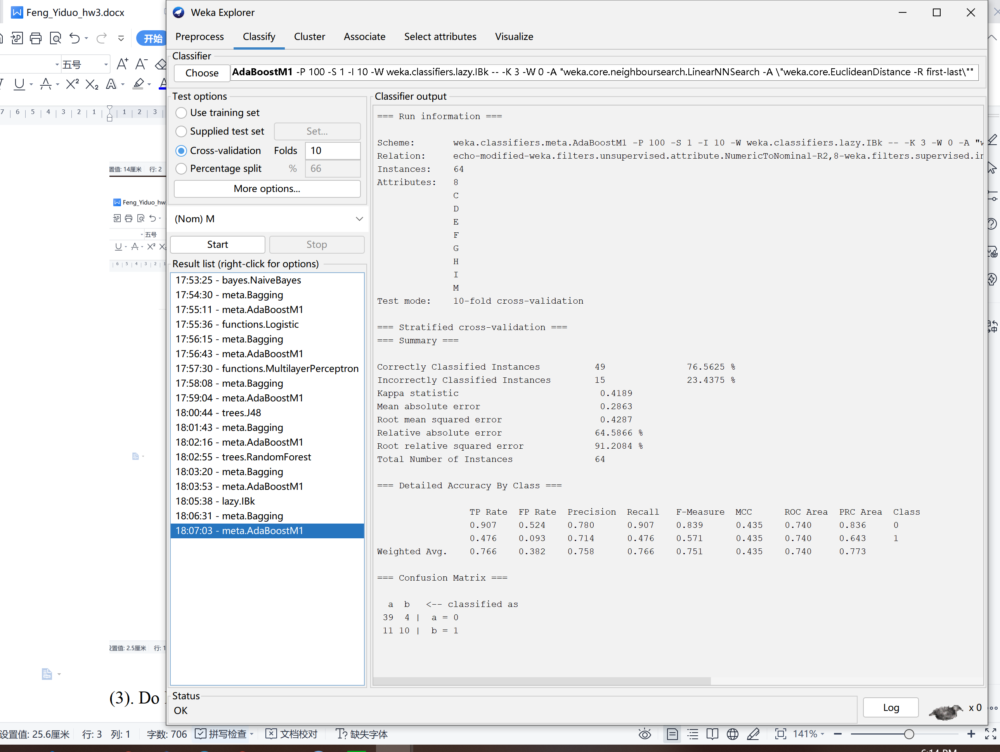 Feng_Yiduo_hw3.docx
Weka Explorer
开始
Preprocess Classify Cluster Associate Select attributes Visualize
五号
Classifier
Choose AdaBoostM1 -P 100 -S 1 -I 10 -W weka.classifiers.lazy.IBk -- -K 3 -W 0 -A "weka.core.neighboursearch.LinearNNSearch -A \"weka.core.EuclideanDistance -R first-last\""
7 6 5 4 3 2 1 1 2 3
Test options
Use training set
Supplied test set Set...
Cross-validation Folds 10
Percentage split % 66
More options...
置值: 14厘米 行: 2
Feng_Yiduo_hw
五号
6 5 4 3 2 1
(Nom) M
Start Stop
Result list (right-click for options)
17:53:25 - bayes.NaiveBayes
17:54:30 - meta.Bagging
17:55:11 - meta.AdaBoostM1
17:55:36 - functions.Logistic
17:56:15 - meta.Bagging
17:56:43 - meta.AdaBoostM1
17:57:30 - functions.MultilayerPerceptron
17:58:08 - meta.Bagging
17:59:04 - meta.AdaBoostM1
18:00:44 - trees.J48
18:01:43 - meta.Bagging
18:02:16 - meta.AdaBoostM1
18:02:55 - trees.RandomForest
18:03:20 - meta.Bagging
18:03:53 - meta.AdaBoostM1
18:05:38 - lazy.IBk
18:06:31 - meta.Bagging
18:07:03 - meta.AdaBoostM1
Classifier output
=== Run information ===
Scheme: weka.classifiers.meta.AdaBoostM1 -P 100 -S 1 -I 10 -W weka.classifiers.lazy.IBk -- -K 3 -W 0 -A "w
Relation: echo-modified-weka.filters.unsupervised.attribute.NumericToNominal-R2,8-weka.filters.supervised.in
Instances: 64
Attributes: 8
C
D
E
F
G
H
I
M
Test mode: 10-fold cross-validation
=== Stratified cross-validation ===
=== Summary ===
Correctly Classified Instances 49 76.5625 %
Incorrectly Classified Instances 15 23.4375 %
Kappa statistic 0.4189
Mean absolute error 0.2863
Root mean squared error 0.4287
Relative absolute error 64.5866 %
Root relative squared error 91.2084 %
Total Number of Instances 64
=== Detailed Accuracy By Class ===
TP Rate FP Rate Precision Recall F-Measure MCC ROC Area PRC Area Class
0.907 0.524 0.780 0.907 0.839 0.435 0.740 0.836 0
0.476 0.093 0.714 0.476 0.571 0.435 0.740 0.643 1
Weighted Avg. 0.766 0.382 0.758 0.766 0.751 0.435 0.740 0.773
=== Confusion Matrix ===
a b <-- classified as
39 4 | a = 0
11 10 | b = 1
设置值: 2.5厘米 行: 1
(3). Do
Status
OK
Log x 0
设置值: 25.6厘米 行: 3 列: 1 字数: 706 拼写检查 文档校对 缺失字体 141%